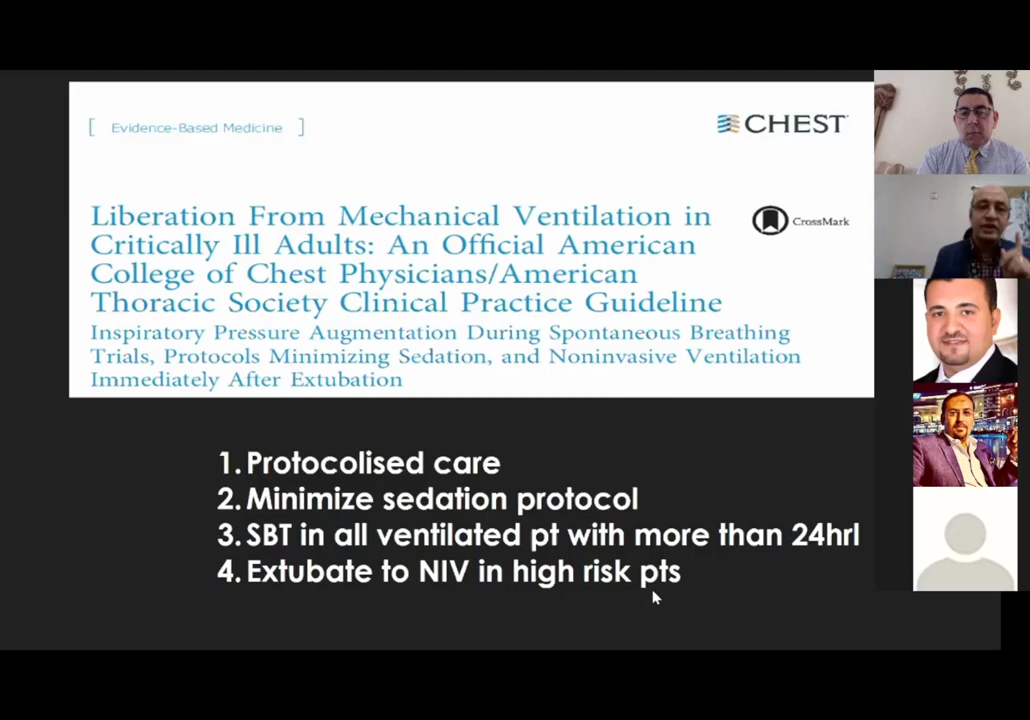 [ Evidence-Based Medicine ]
CHEST
Liberation From Mechanical Ventilation in
Critically Ill Adults: An Official American
College of Chest Physicians/American
Thoracic Society Clinical Practice Guideline
CrossMark
Inspiratory Pressure Augmentation During Spontaneous Breathing
Trials, Protocols Minimizing Sedation, and Noninvasive Ventilation
Immediately After Extubation
1. Protocolised care
2. Minimize sedation protocol
3. SBT in all ventilated pt with more than 24hrl
4. Extubate to NIV in high risk pts